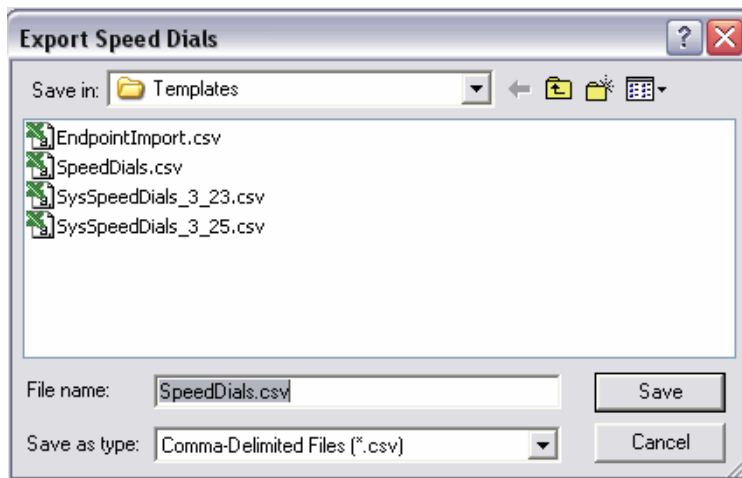 Export Speed Dials
Save in: Templates
EndpointImport.csv
SpeedDials.csv
SysSpeedDials_3_23.csv
SysSpeedDials_3_25.csv
File name: SpeedDials.csv Save
Save as type: Comma-Delimited Files (*.csv) Cancel